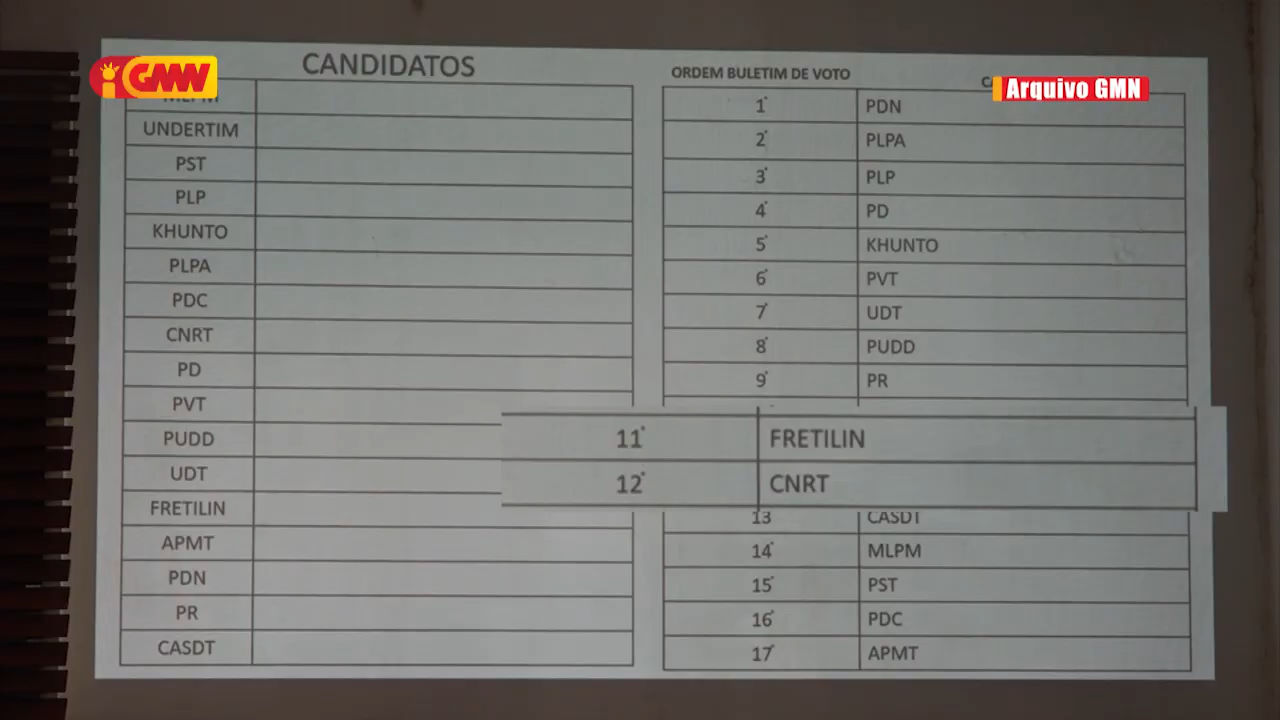 GMN
Arquivo GMN
CANDIDATOS
MLPM
UNDERTIM
PST
PLP
KHUNTO
PLPA
PDC
CNRT
PD
PVT
PUDD
UDT
FRETILIN
APMT
PDN
PR
CASDT
ORDEM BULETIM DE VOTO
1° PDN
2° PLPA
3° PLP
4° PD
5° KHUNTO
6° PVT
7° UDT
8° PUDD
9° PR
11° FRETILIN
12° CNRT
13 CASDT
14° MLPM
15° PST
16° PDC
17° APMT